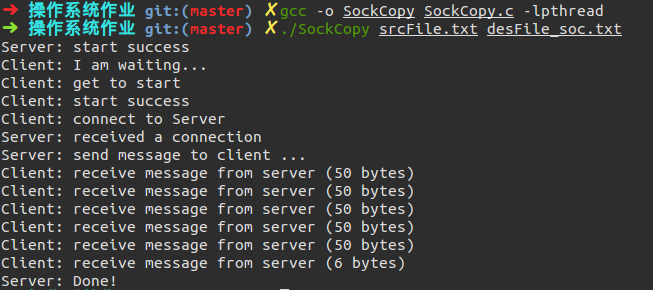 ➜ 操作系统作业 git:(master) ✗gcc -o SockCopy SockCopy.c -lpthread
➜ 操作系统作业 git:(master) ✗./SockCopy srcFile.txt desFile_soc.txt
Server: start success
Client: I am waiting...
Client: get to start
Client: start success
Client: connect to Server
Server: received a connection
Server: send message to client ...
Client: receive message from server (50 bytes)
Client: receive message from server (50 bytes)
Client: receive message from server (50 bytes)
Client: receive message from server (50 bytes)
Client: receive message from server (50 bytes)
Client: receive message from server (6 bytes)
Server: Done!